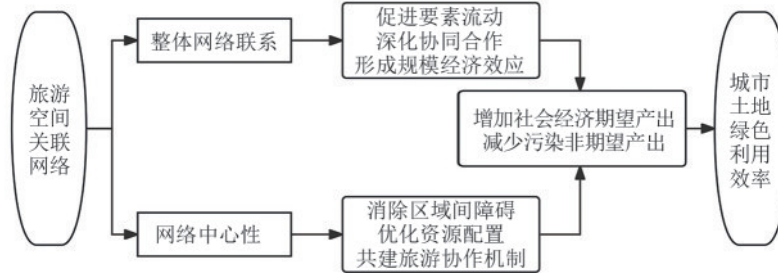 旅游
空间
关联
网络
整体网络联系
促进要素流动
深化协同合作
形成规模经济效应
网络中心性
消除区域间障碍
优化资源配置
共建旅游协作机制
增加社会经济期望产出
减少污染非期望产出
城市
土地
绿色
利用
效率